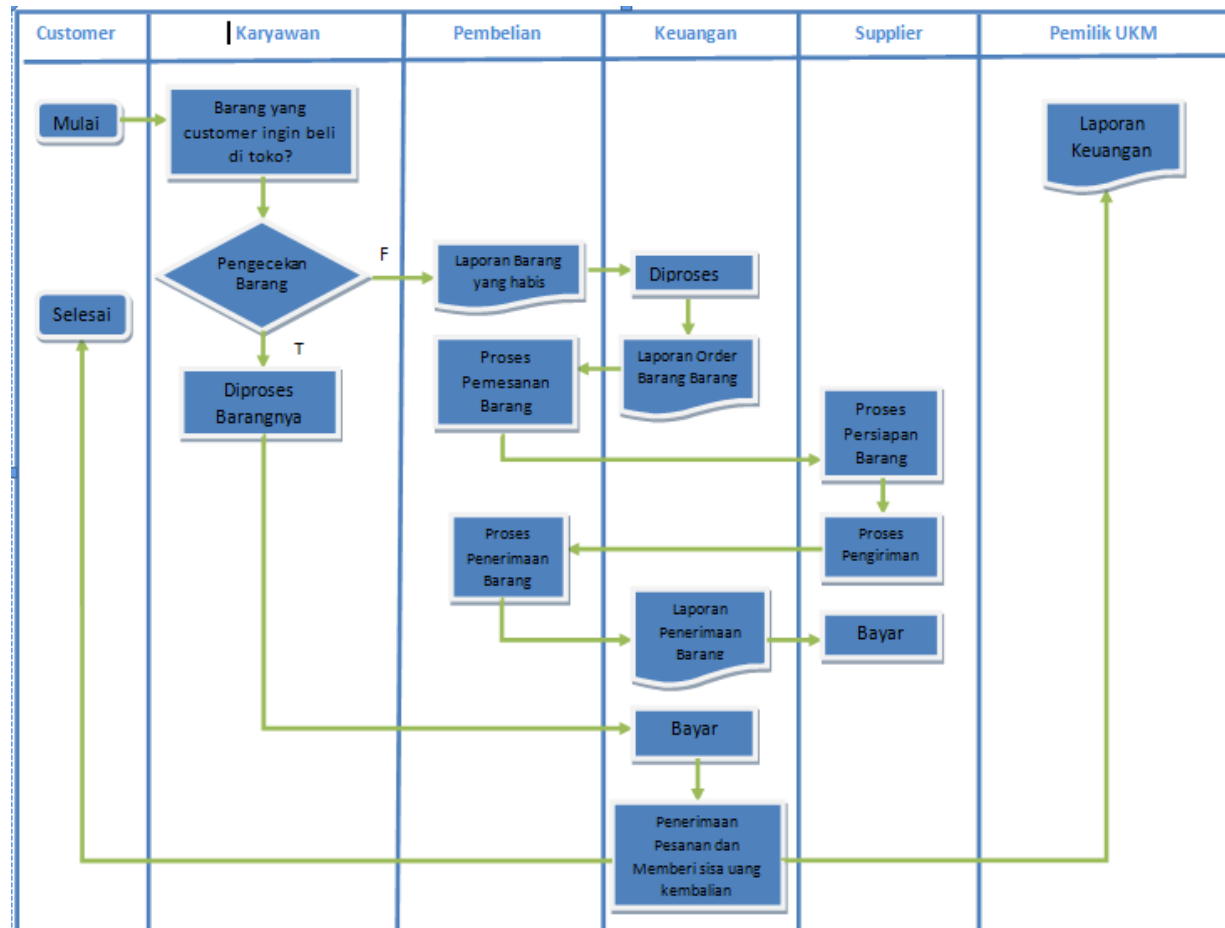 Customer
Karyawan
Pembelian
Keuangan
Supplier
Pemilik UKM
Mulai
Barang yang
customer ingin beli
di toko?
Laporan
Keuangan
Pengecekan
Barang
F
Laporan Barang
yang habis
Diproses
Selesai
T
Diproses
Barangnya
Proses
Pemesanan
Barang
Laporan Order
Barang Barang
Proses
Persiapan
Barang
Proses
Penerimaan
Barang
Proses
Pengiriman
Laporan
Penerimaan
Barang
Bayar
Bayar
Penerimaan
Pesanan dan
Memberi sisa uang
kembalian